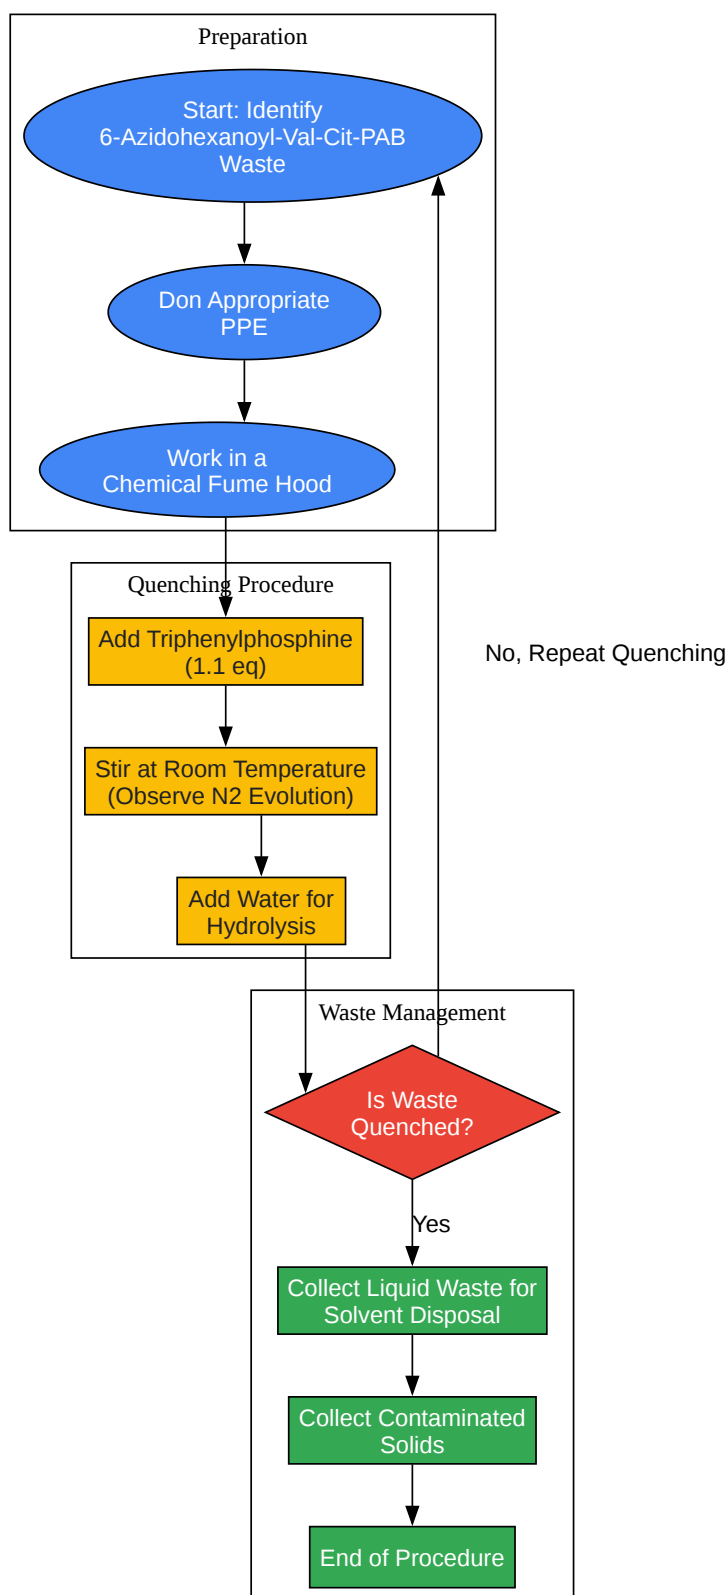 Preparation
Start: Identify
6-Azidohexanoyl-Val-Cit-PAB
Waste
Don Appropriate
PPE
Work in a
Chemical Fume Hood
Quenching Procedure
Add Triphenylphosphine
(1.1 eq)
No, Repeat Quenching
Stir at Room Temperature
(Observe N2 Evolution)
Add Water for
Hydrolysis
Waste Management
Is Waste
Quenched?
Yes
Collect Liquid Waste for
Solvent Disposal
Collect Contaminated
Solids
End of Procedure